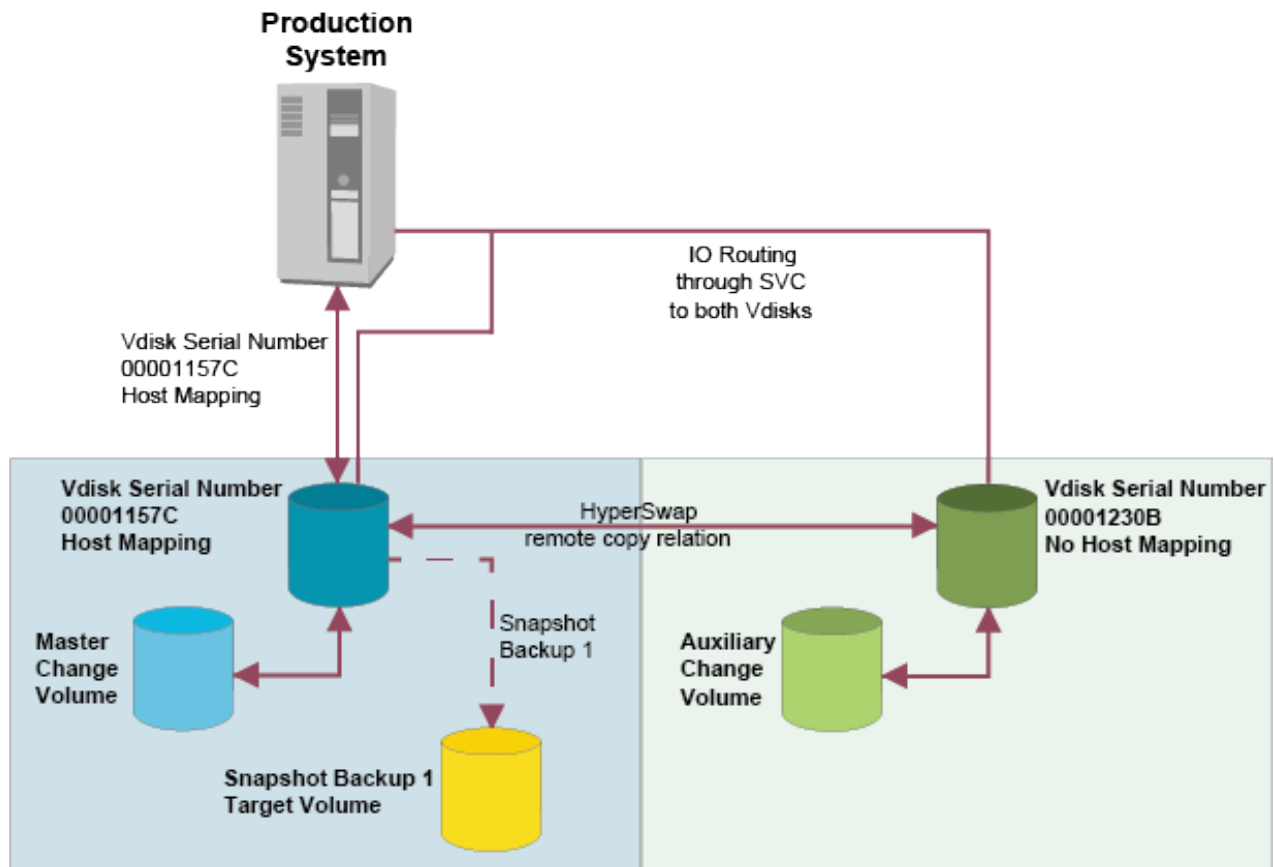 Production
System
IO Routing
through SVC
to both Vdisks
Vdisk Serial Number
00001157C
Host Mapping
Vdisk Serial Number
00001157C
Host Mapping
HyperSwap
remote copy relation
Vdisk Serial Number
00001230B
No Host Mapping
Master
Change
Volume
Snapshot
Backup 1
Auxiliary
Change
Volume
Snapshot Backup 1
Target Volume